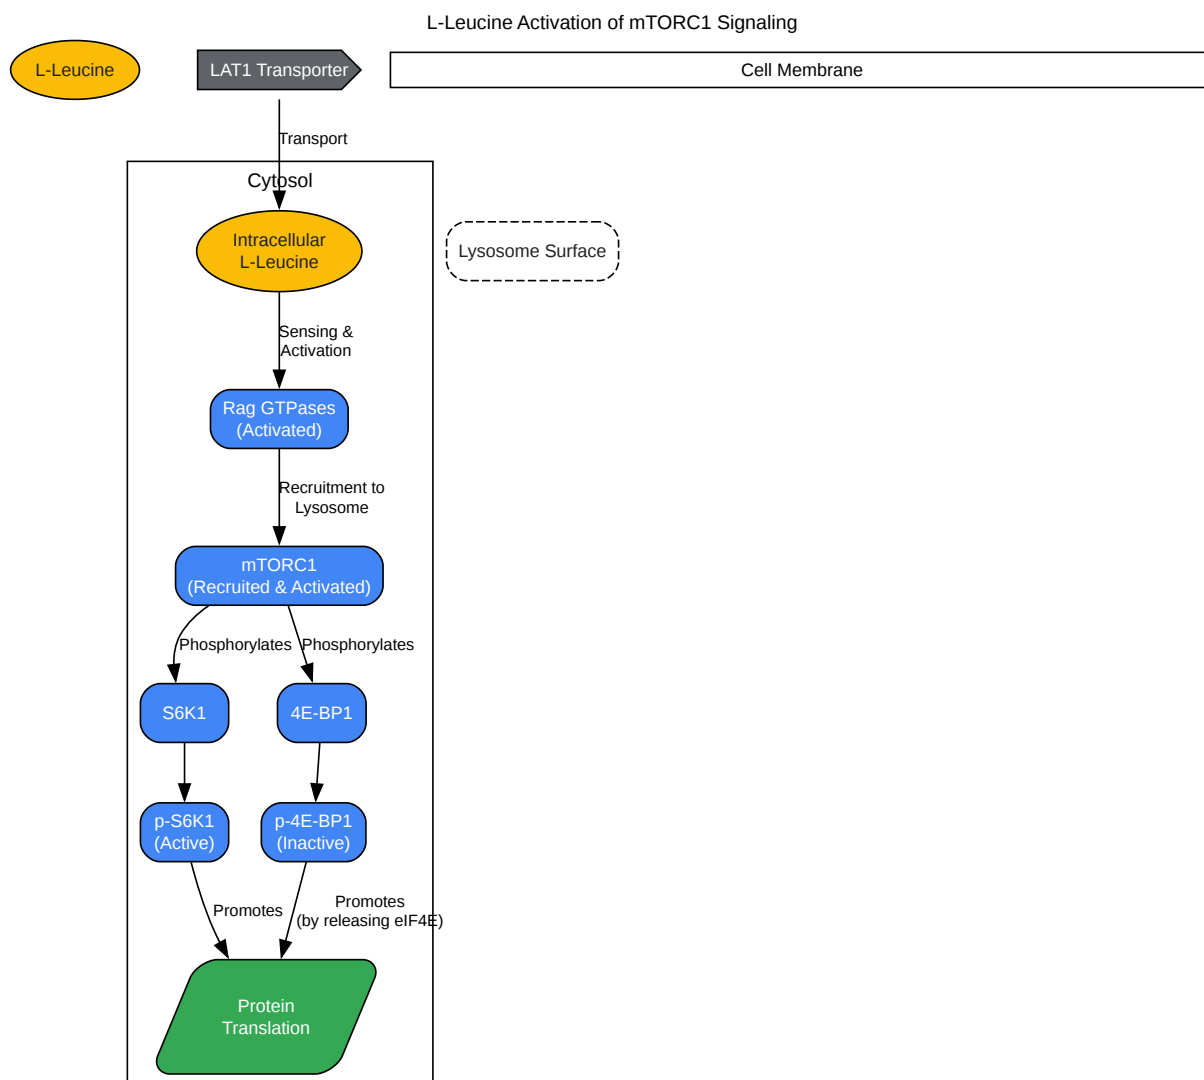 L-Leucine Activation of mTORC1 Signaling
L-Leucine
LAT1 Transporter
Cell Membrane
Transport
Cytosol
Intracellular
L-Leucine
Lysosome Surface
Sensing &
Activation
Rag GTPases
(Activated)
Recruitment to
Lysosome
mTORC1
(Recruited & Activated)
Phosphorylates
Phosphorylates
S6K1
4E-BP1
p-S6K1
(Active)
p-4E-BP1
(Inactive)
Promotes
Promotes
(by releasing eIF4E)
Protein
Translation